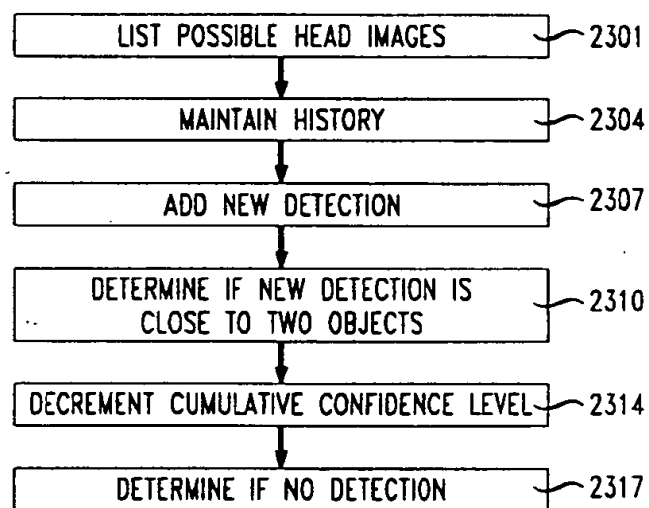 LIST POSSIBLE HEAD IMAGES 2301
MAINTAIN HISTORY 2304
ADD NEW DETECTION 2307
DETERMINE IF NEW DETECTION IS
CLOSE TO TWO OBJECTS 2310
DECREMENT CUMULATIVE CONFIDENCE LEVEL 2314
DETERMINE IF NO DETECTION 2317